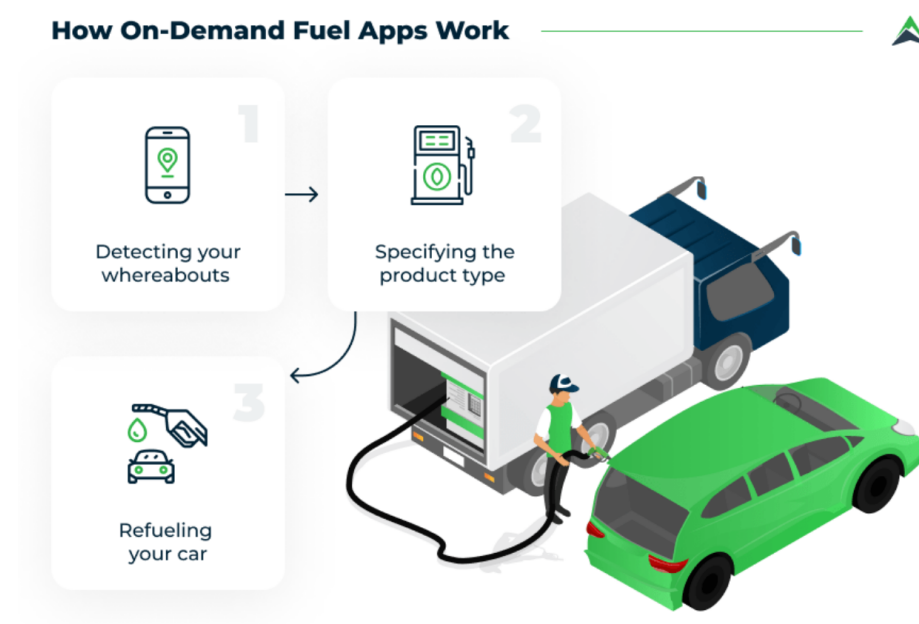 How On-Demand Fuel Apps Work
1
Detecting your
whereabouts
2
Specifying the
product type
3
Refueling
your car